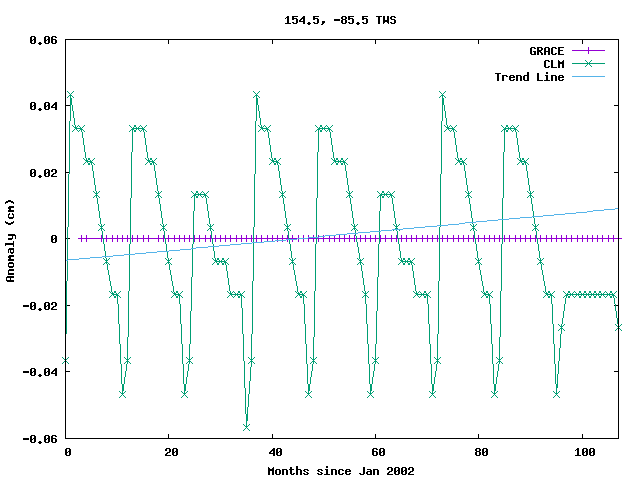 154.5, -85.5 TWS
GRACE
CLM
Trend Line
0.06
0.04
0.02
0
-0.02
-0.04
-0.06
Anomaly (cm)
0 20 40 60 80 100
Months since Jan 2002